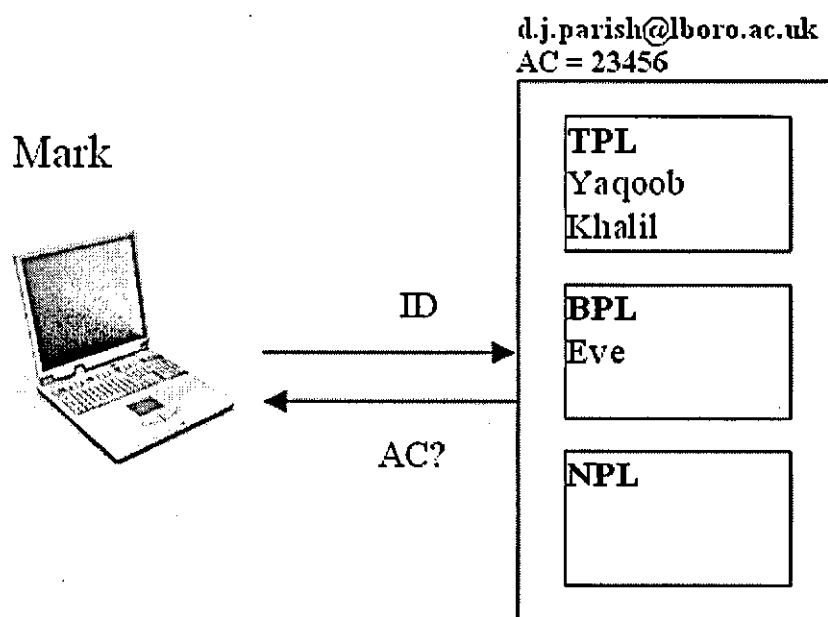 d.j.parish@lboro.ac.uk
AC = 23456
Mark
TPL
Yaqoob
Khalil
ID
BPL
Eve
AC?
NPL